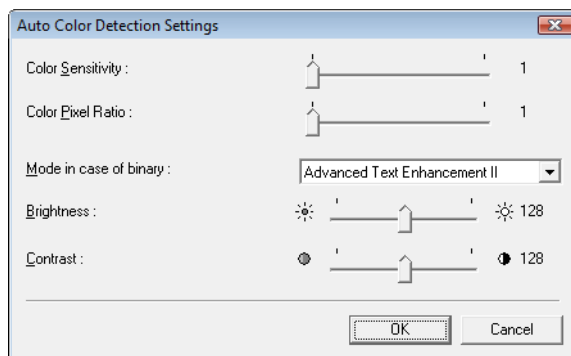 Auto Color Detection Settings
Color Sensitivity : 1
Color Pixel Ratio : 1
Mode in case of binary : Advanced Text Enhancement II
Brightness : 128
Contrast : 128
OK Cancel